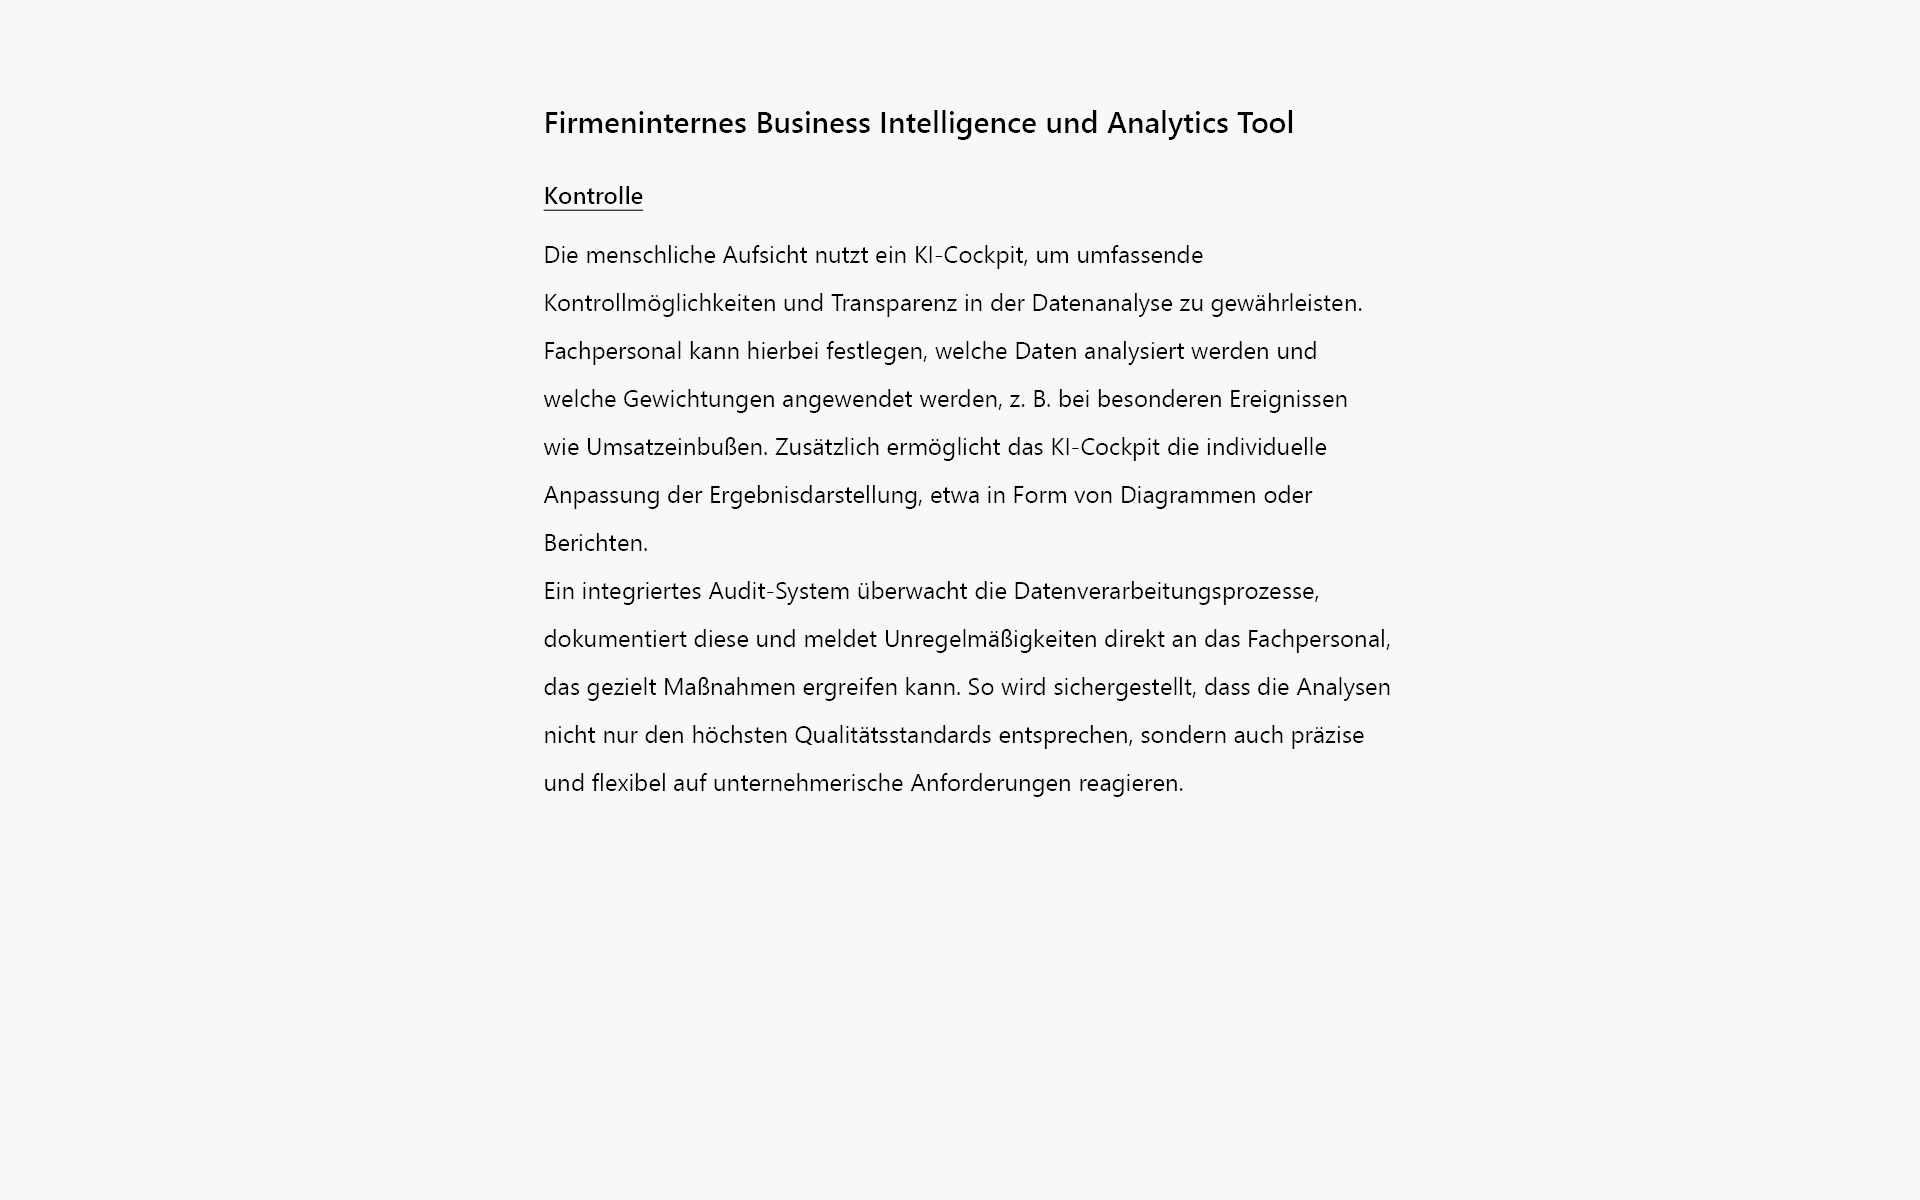 Firmeninternes Business Intelligence und Analytics Tool
Kontrolle
Die menschliche Aufsicht nutzt ein KI-Cockpit, um umfassende
Kontrollmöglichkeiten und Transparenz in der Datenanalyse zu gewährleisten.
Fachpersonal kann hierbei festlegen, welche Daten analysiert werden und
welche Gewichtungen angewendet werden, z. B. bei besonderen Ereignissen
wie Umsatzeinbußen. Zusätzlich ermöglicht das KI-Cockpit die individuelle
Anpassung der Ergebnisdarstellung, etwa in Form von Diagrammen oder
Berichten.
Ein integriertes Audit-System überwacht die Datenverarbeitungsprozesse,
dokumentiert diese und meldet Unregelmäßigkeiten direkt an das Fachpersonal,
das gezielt Maßnahmen ergreifen kann. So wird sichergestellt, dass die Analysen
nicht nur den höchsten Qualitätsstandards entsprechen, sondern auch präzise
und flexibel auf unternehmerische Anforderungen reagieren.